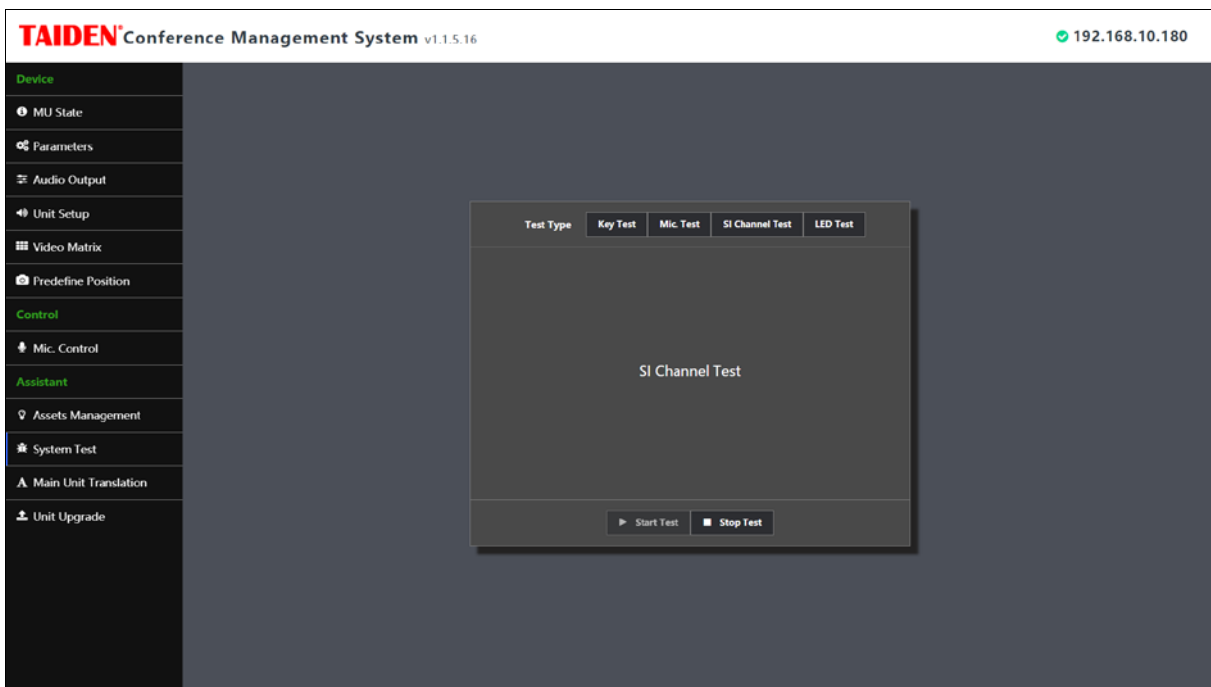 TAIDEN® Conference Management System v1.1.5.16
192.168.10.180
Device
MU State
Parameters
Audio Output
Unit Setup
Video Matrix
Predefine Position
Control
Mic. Control
Assistant
Assets Management
System Test
Main Unit Translation
Unit Upgrade
Test Type Key Test Mic. Test SI Channel Test LED Test
SI Channel Test
Start Test Stop Test